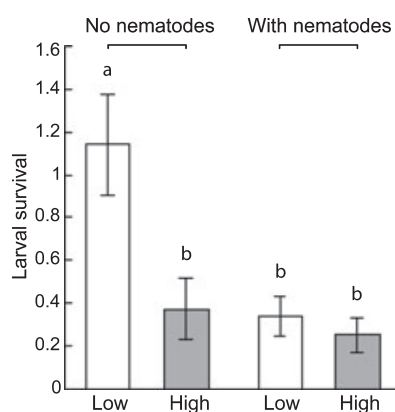 No nematodes With nematodes
1.6
1.4
1.2
1
0.8
0.6
0.4
0.2
0
Larval survival
a
b
b
b
Low High Low High